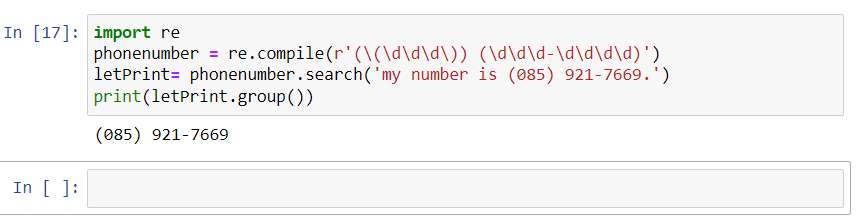 In [17]: import re
phonenumber = re.compile(r'(\(\d\d\d\)) (\d\d\d-\d\d\d\d)')
letPrint= phonenumber.search('my number is (085) 921-7669.')
print(letPrint.group())
(085) 921-7669
In [ ]: